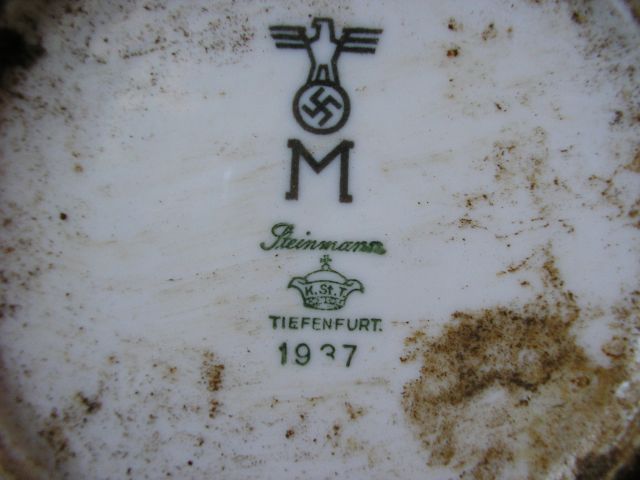 M
Steinmann
K.St.T
TIEFENFURT.
1937